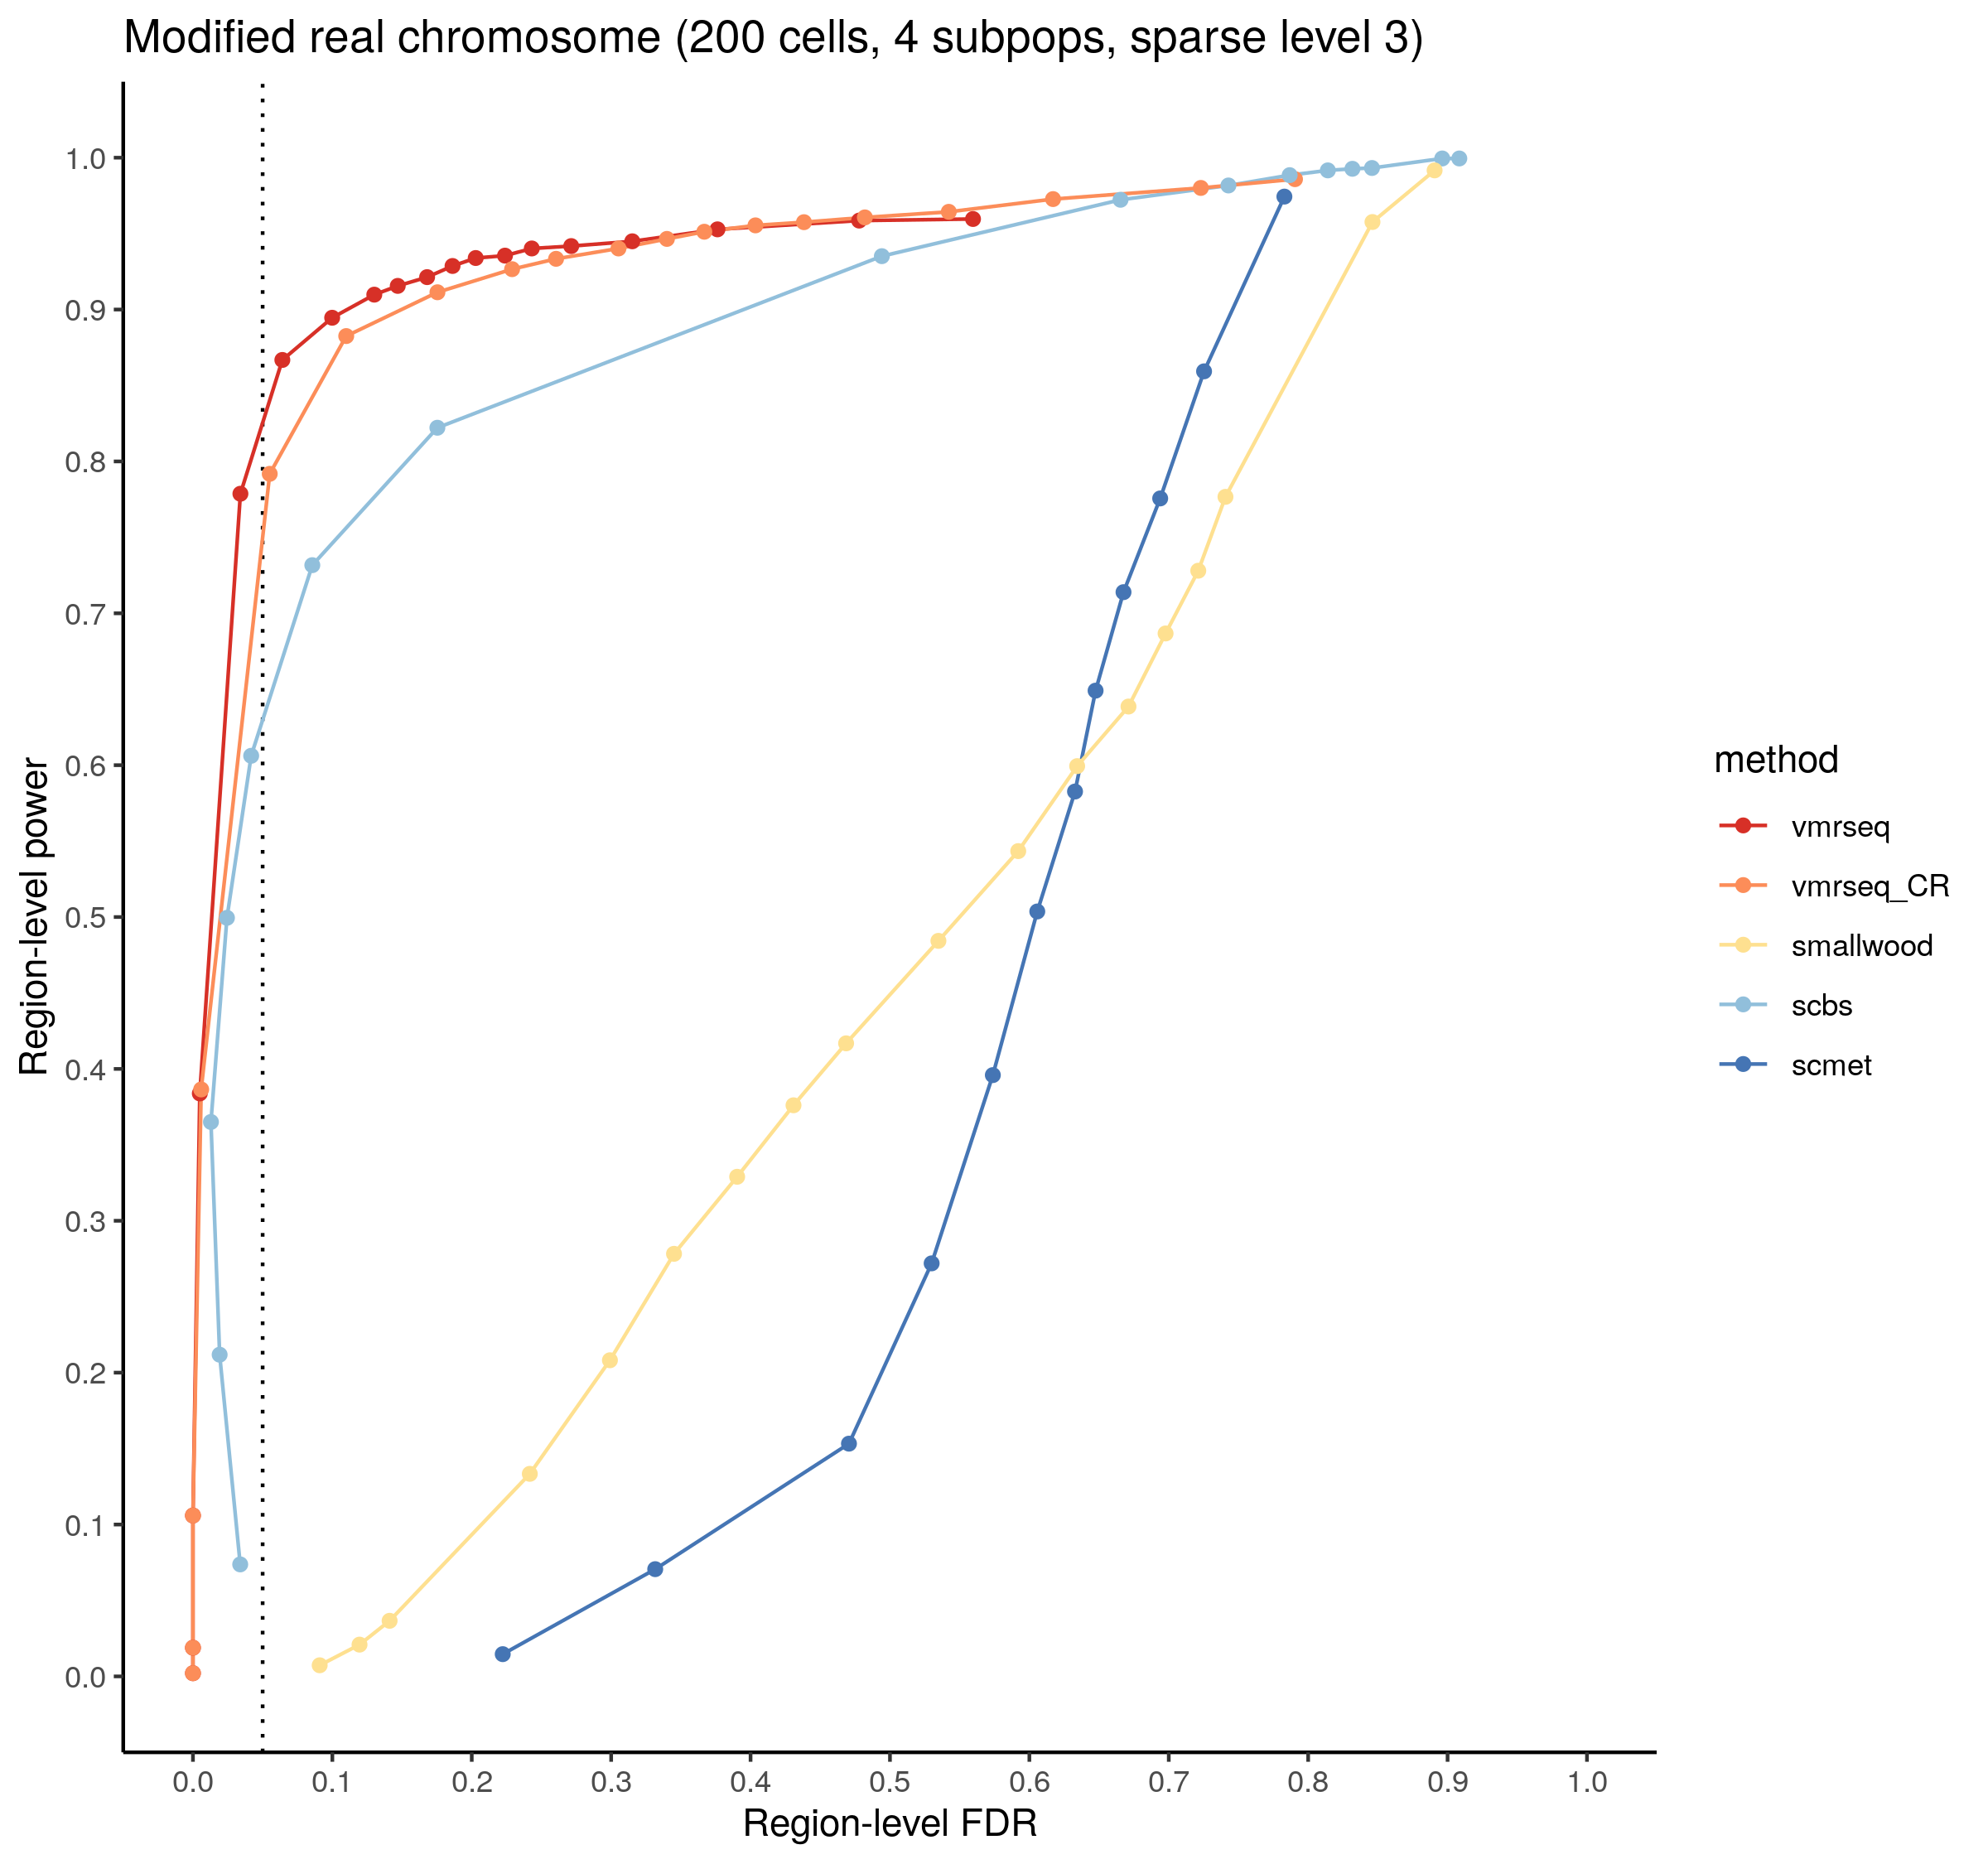 Modified real chromosome (200 cells, 4 subpops, sparse level 3)
Region-level power
1.0
0.9
0.8
0.7
0.6
0.5
0.4
0.3
0.2
0.1
0.0
0.0 0.1 0.2 0.3 0.4 0.5 0.6 0.7 0.8 0.9 1.0
Region-level FDR
method
vmrseq
vmrseq_CR
smallwood
scbs
scmet